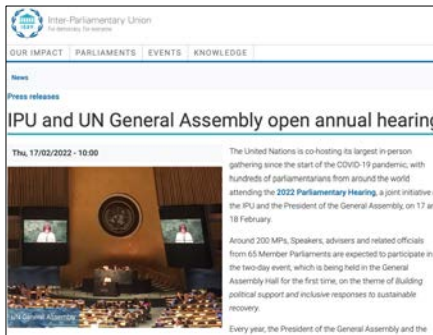 Inter-Parliamentary Union
For democracy. For everyone.
OUR IMPACT
PARLIAMENTS
EVENTS
KNOWLEDGE
News
Press releases
IPU and UN General Assembly open annual hearing
Thu, 17/02/2022 - 10:00
The United Nations is co-hosting its largest in-person
gathering since the start of the COVID-19 pandemic, with
hundreds of parliamentarians from around the world
attending the 2022 Parliamentary Hearing, a joint initiative
the IPU and the President of the General Assembly, on 17 an
18 February.
Around 200 MPs, Speakers, advisers and related officials
from 65 Member Parliaments are expected to participate in
the two-day event, which is being held in the General
Assembly Hall for the first time, on the theme of Building
political support and inclusive responses to sustainable
recovery.
Every year, the President of the General Assembly and the
UN General Assembly